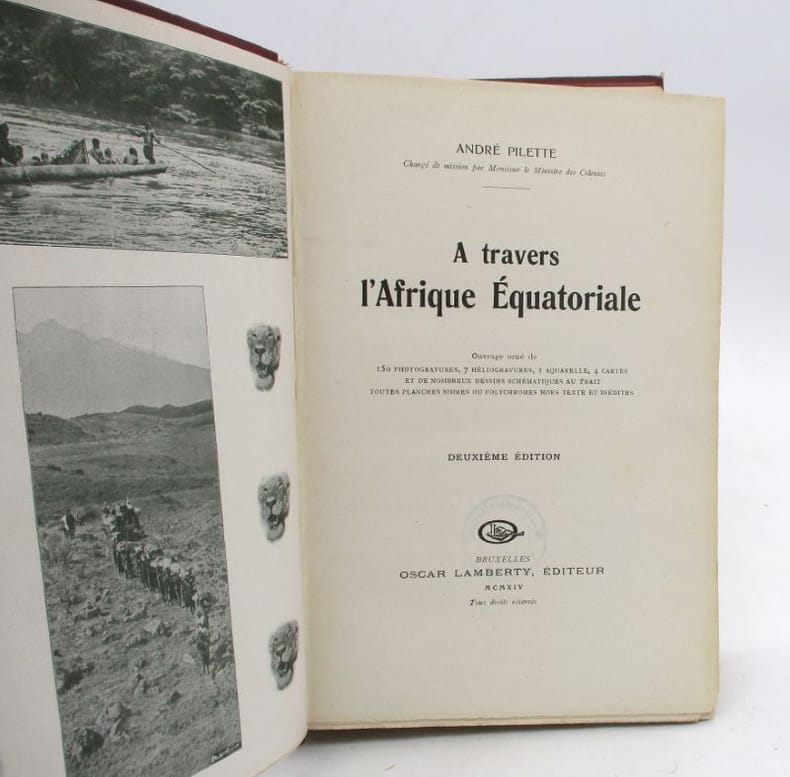 ANDRÉ PILETTE
Chargé de mission par Monsieur le Ministre des Colonies
A travers
l'Afrique Équatoriale
Ouvrage orné de
150 PHOTOGRAVURES, 7 HÉLIOGRAVURES, 1 AQUARELLE, 4 CARTES
ET DE NOMBREUX DESSINS SCHÉMATIQUES AU TRAIT
TOUTES PLANCHES NOIRES OU POLYCHROMES HORS TEXTE ET INÉDITES
DEUXIÈME ÉDITION
BRUXELLES
OSCAR LAMBERTY, ÉDITEUR
MCMXIV
Tous droits réservés